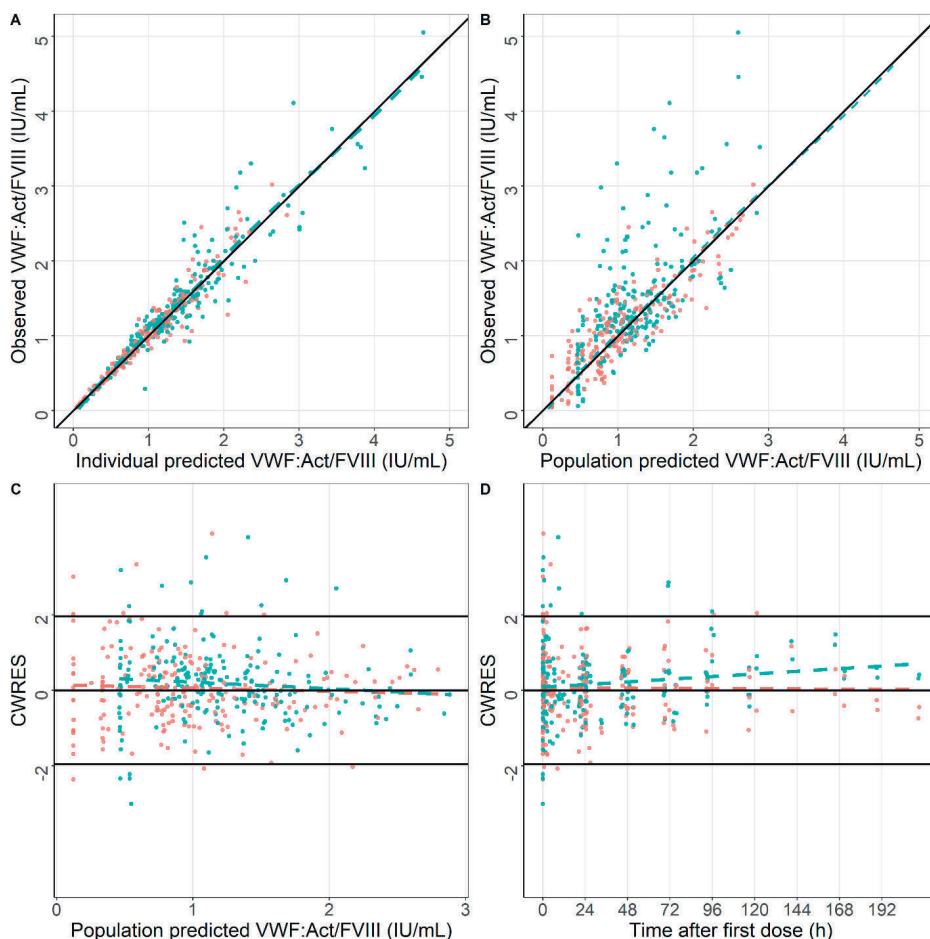 A
Observed VWF:Act/FVIII (IU/mL)
5
4
3
2
1
0
0 1 2 3 4 5
Individual predicted VWF:Act/FVIII (IU/mL)
B
Observed VWF:Act/FVIII (IU/mL)
5
4
3
2
1
0
0 1 2 3 4 5
Population predicted VWF:Act/FVIII (IU/mL)
C
CWRES
2
0
-2
0 1 2 3
Population predicted VWF:Act/FVIII (IU/mL)
D
CWRES
2
0
-2
0 24 48 72 96 120 144 168 192
Time after first dose (h)